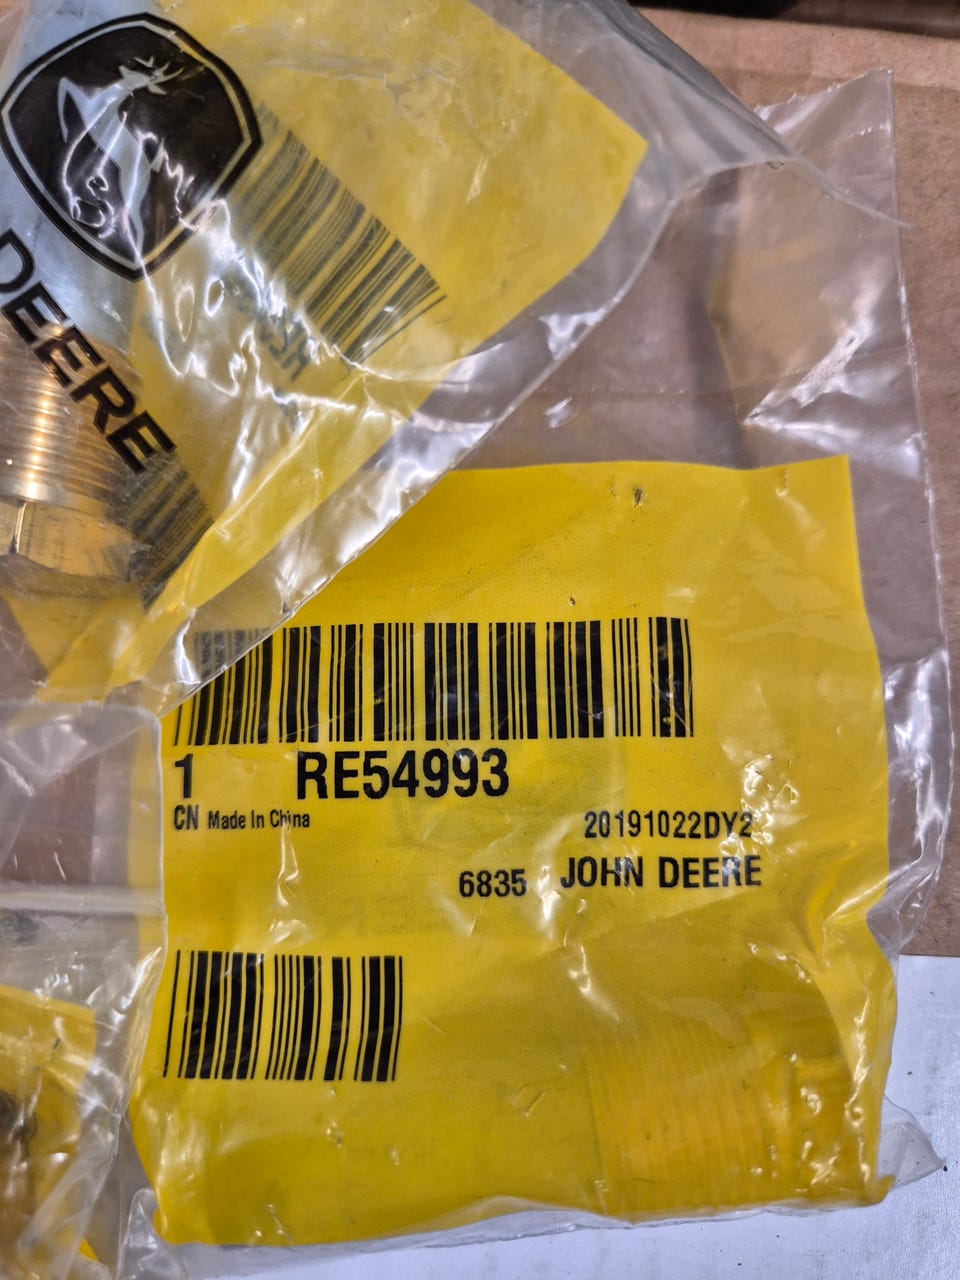 DEERE
1 RE54993
CN Made In China
20191022DY2
6835 JOHN DEERE